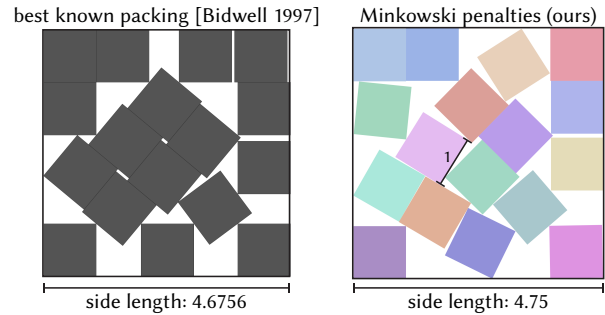 best known packing [Bidwell 1997]
Minkowski penalties (ours)
1
side length: 4.6756
side length: 4.75